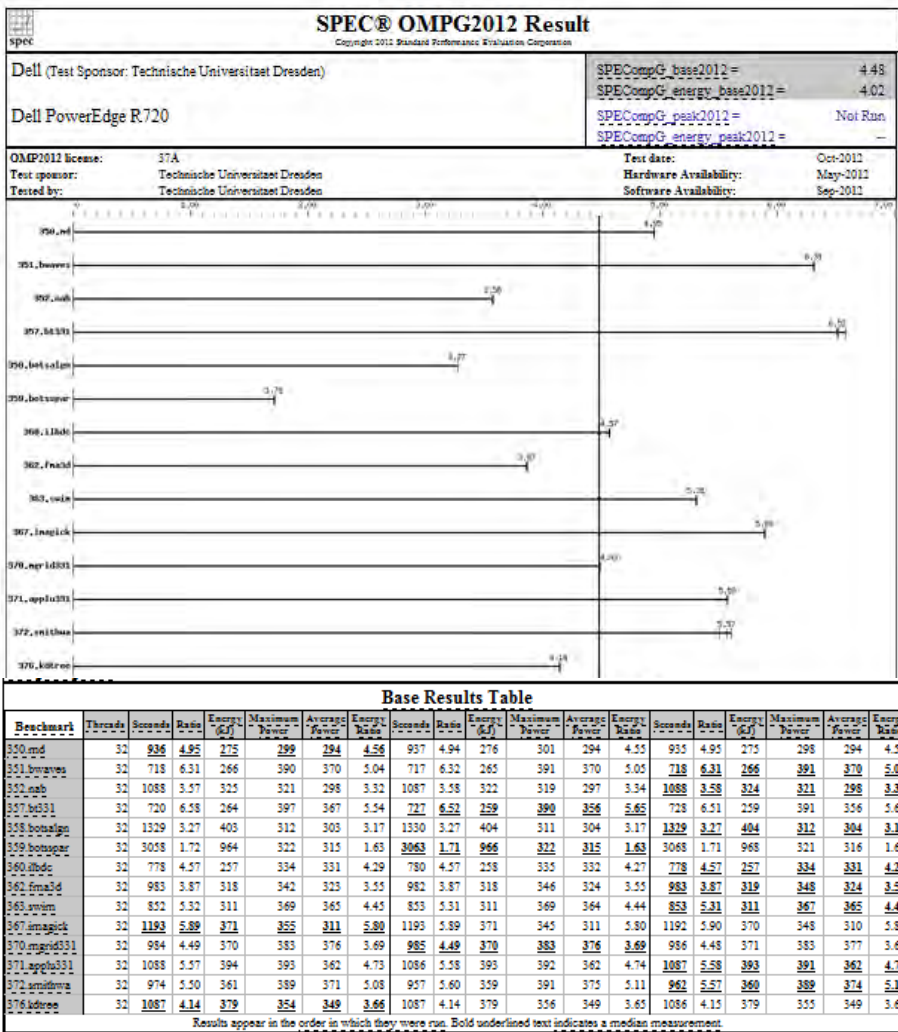 spec
SPEC® OMPG2012 Result
Copyright 2012 Standard Performance Evaluation Corporation
Dell (Test Sponsor: Technische Universitaet Dresden)
Dell PowerEdge R720
SPECompG_base2012 = 4.48
SPECompG_energy_base2012 = 4.02
SPECompG_peak2012 = Not Run
SPECompG_energy_peak2012 = --
OMP2012 license: 37A Test date: Oct-2012
Test sponsor: Technische Universitaet Dresden Hardware Availability: May-2012
Tested by: Technische Universitaet Dresden Software Availability: Sep-2012
0 1.00 2.00 3.00 4.00 5.00 6.00 7.00
350.md 4.95
351.bwaves 6.31
352.nab 3.58
357.bt331 6.52
358.botsalgn 3.27
359.botsspar
360.ilbdc 4.57
362.fma3d 3.87
363.swim 5.31
367.imagick 5.89
370.mgrid331
371.applu331 5.58
372.smithwa 5.57
376.kdtree 4.14
Base Results Table
Benchmark Threads Seconds Ratio Energy (kJ) Maximum Power Average Power Energy Ratio Seconds Ratio Energy (kJ) Maximum Power Average Power Energy Ratio Seconds Ratio Energy (kJ) Maximum Power Average Power
350.md 32 936 4.95 275 299 294 4.56 937 4.94 276 301 294 4.55 935 4.95 275 298 294
351.bwaves 32 718 6.31 266 390 370 5.04 717 6.32 265 391 370 5.05 718 6.31 266 391 370
352.nab 32 1088 3.57 325 321 298 3.32 1087 3.58 322 319 297 3.34 1088 3.58 324 321 298
357.bt331 32 720 6.58 264 397 367 5.54 727 6.52 259 390 356 5.65 728 6.51 259 391 356
358.botsalgn 32 1329 3.27 403 312 303 3.17 1330 3.27 404 311 304 3.17 1329 3.27 404 312 304
359.botsspar 32 3058 1.72 964 322 315 1.63 3063 1.71 966 322 315 1.63 3068 1.71 968 321 316
360.ilbdc 32 778 4.57 257 334 331 4.29 780 4.57 258 335 332 4.27 778 4.57 257 334 331
362.fma3d 32 983 3.87 318 342 323 3.55 982 3.87 318 346 324 3.55 983 3.87 319 348 324
363.swim 32 852 5.32 311 369 365 4.45 853 5.31 311 369 364 4.44 853 5.31 311 367 365
367.imagick 32 1193 5.89 371 355 311 5.80 1193 5.89 371 345 311 5.80 1192 5.90 370 348 310
370.mgrid331 32 984 4.49 370 383 376 3.69 985 4.49 370 383 376 3.69 986 4.48 371 383 377
371.applu331 32 1088 5.57 394 393 362 4.73 1086 5.58 393 392 362 4.74 1087 5.58 393 391 362
372.smithwa 32 974 5.50 361 389 371 5.08 957 5.60 359 391 375 5.11 962 5.57 360 389 374
376.kdtree 32 1087 4.14 379 354 349 3.66 1087 4.14 379 356 349 3.65 1086 4.15 379 355 349
Results appear in the order in which they were run. Bold underlined text indicates a median measurement.